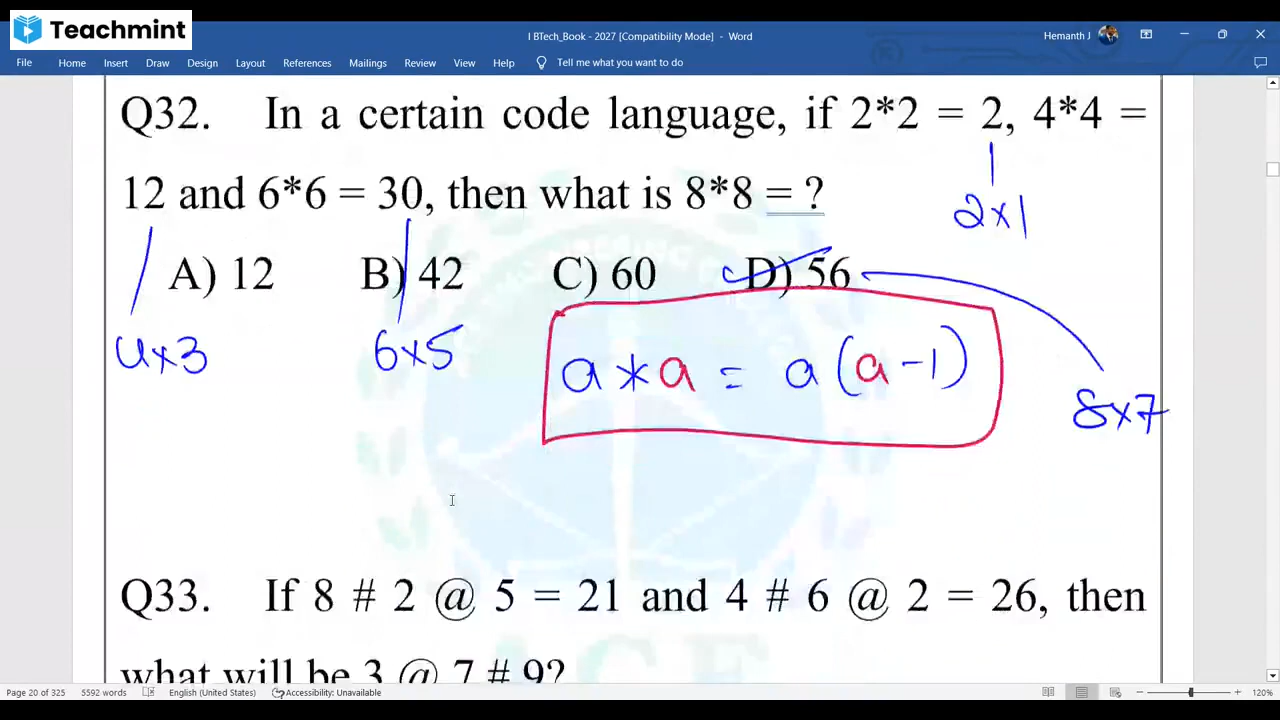 Teachmint
I BTech_Book - 2027 [Compatibility Mode] - Word
Hemanth J
File Home Insert Draw Design Layout References Mailings Review View Help Tell me what you want to do
Q32. In a certain code language, if 2*2 = 2, 4*4 =
12 and 6*6 = 30, then what is 8*8 = ?
2x1
A) 12 B) 42 C) 60 D) 56
4x3 6x5
a * a = a (a - 1)
8x7
Q33. If 8 # 2 @ 5 = 21 and 4 # 6 @ 2 = 26, then
what will be 3 @ 7 # 9?
ACE
Page 20 of 325 5592 words English (United States) Accessibility: Unavailable 120%